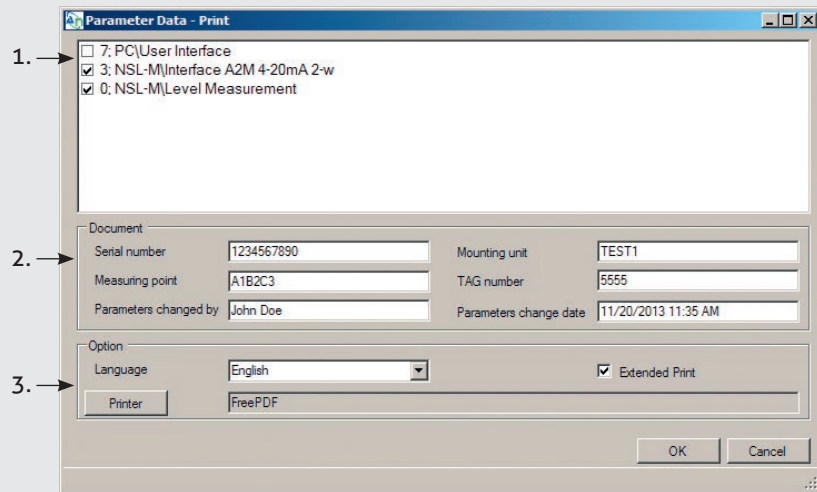 Parameter Data - Print
1.
7; PC\User Interface
3; NSL-M\Interface A2M 4-20mA 2-w
0; NSL-M\Level Measurement
Document
2.
Serial number 1234567890 Mounting unit TEST1
Measuring point A1B2C3 TAG number 5555
Parameters changed by John Doe Parameters change date 11/20/2013 11:35 AM
Option
3.
Language English Extended Print
Printer FreePDF
OK Cancel